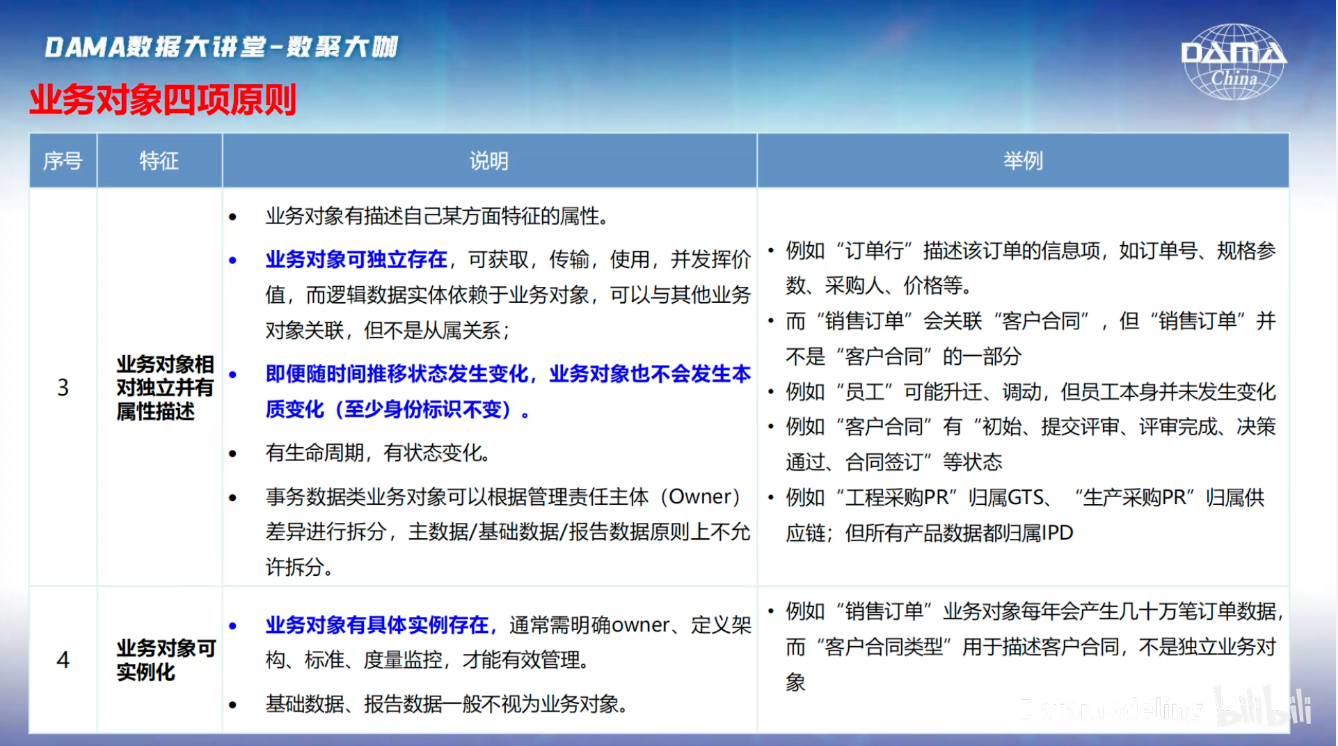 DAMA数据大讲堂-数聚大咖
DAMA
China
业务对象四项原则
序号
特征
说明
举例
3
业务对象相
对独立并有
属性描述
• 业务对象有描述自己某方面特征的属性。
• 业务对象可独立存在，可获取，传输，使用，并发挥价
值，而逻辑数据实体依赖于业务对象，可以与其他业务
对象关联，但不是从属关系；
• 即便随时间推移状态发生变化，业务对象也不会发生本
质变化（至少身份标识不变）。
• 有生命周期，有状态变化。
• 事务数据类业务对象可以根据管理责任主体（Owner）
差异进行拆分，主数据/基础数据/报告数据原则上不允
许拆分。
• 例如“订单行”描述该订单的信息项，如订单号、规格参
数、采购人、价格等。
• 而“销售订单”会关联“客户合同”，但“销售订单”并
不是“客户合同”的一部分
• 例如“员工”可能升迁、调动，但员工本身并未发生变化
• 例如“客户合同”有“初始、提交评审、评审完成、决策
通过、合同签订”等状态
• 例如“工程采购PR”归属GTS、“生产采购PR”归属供
应链；但所有产品数据都归属IPD
4
业务对象可
实例化
• 业务对象有具体实例存在，通常需明确owner、定义架
构、标准、度量监控，才能有效管理。
• 基础数据、报告数据一般不视为业务对象。
• 例如“销售订单”业务对象每年会产生几十万笔订单数据，
而“客户合同类型”用于描述客户合同，不是独立业务对
象
bilibili